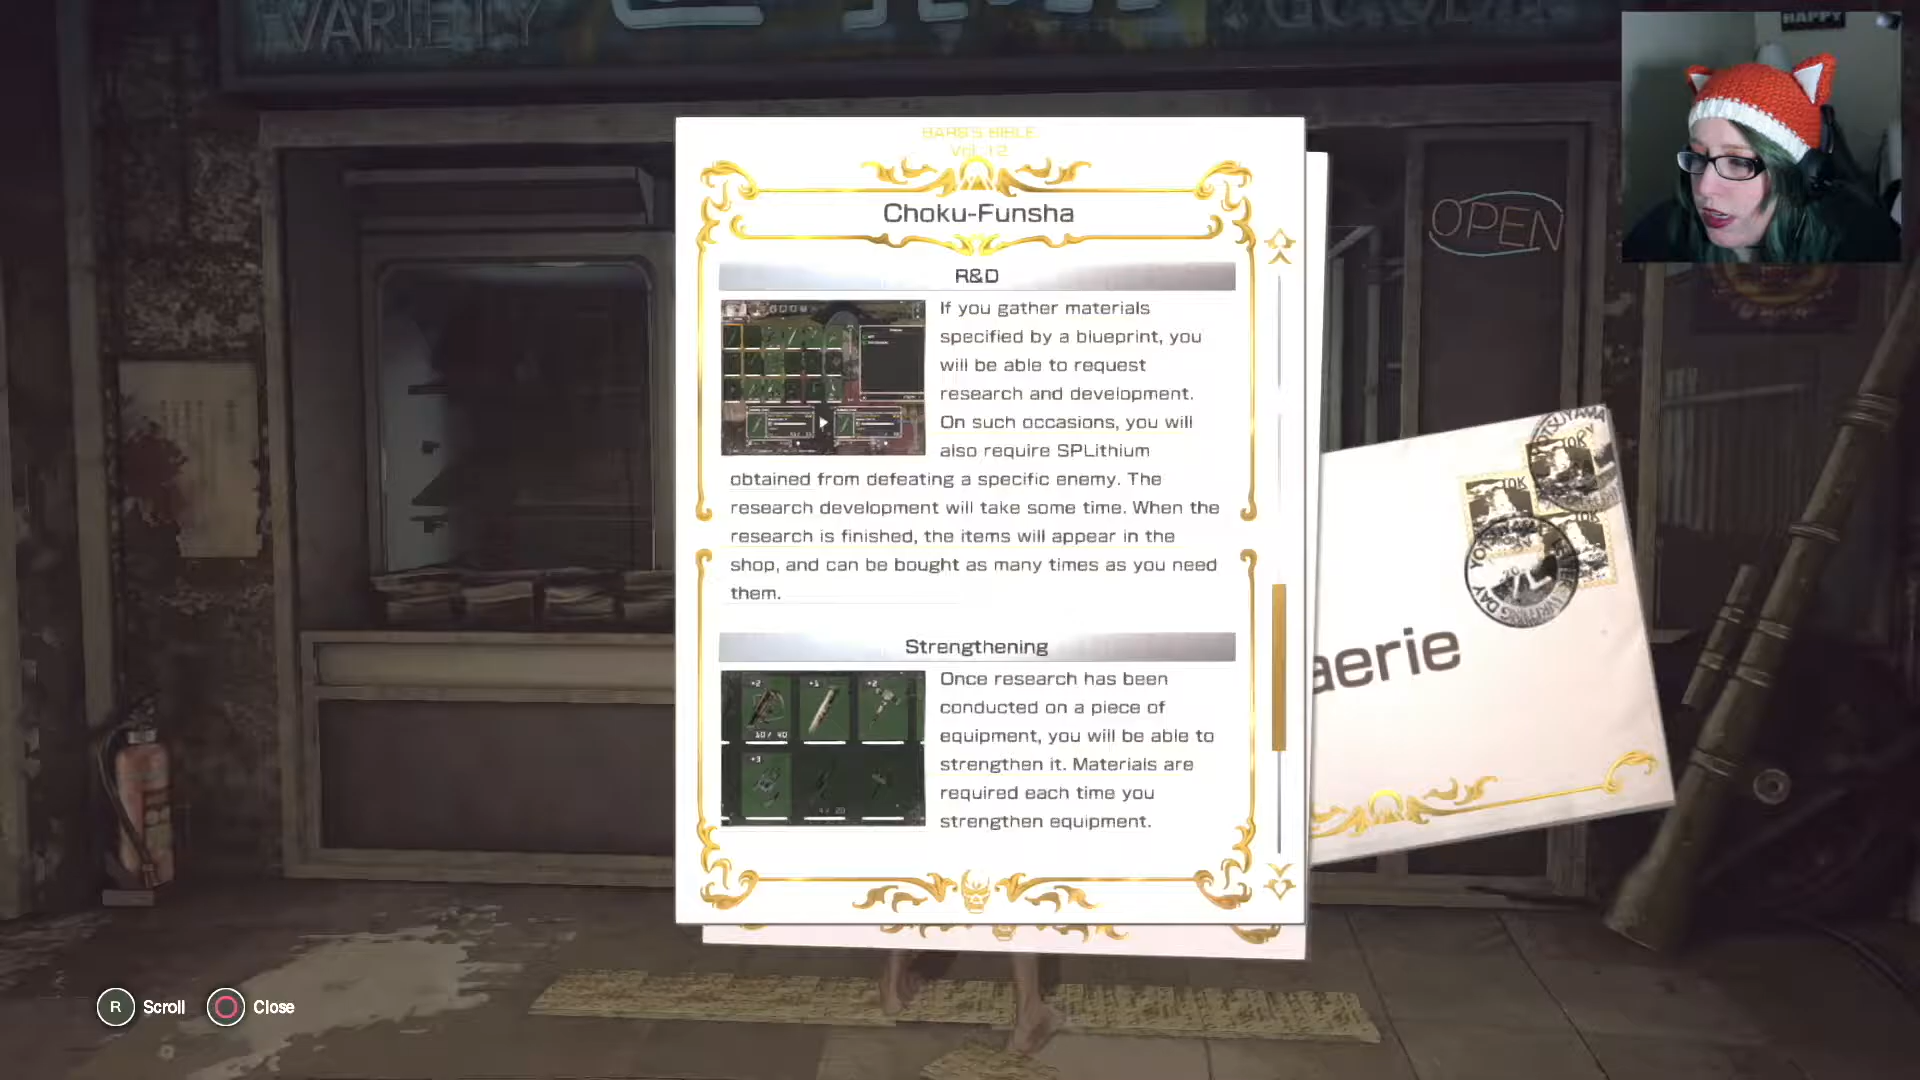 VARIETY
HAPPY
OPEN
BARB'S BIBLE
Vol. 12
Choku-Funsha
R&D
If you gather materials
specified by a blueprint, you
will be able to request
research and development.
On such occasions, you will
also require SPLithium
obtained from defeating a specific enemy. The
research development will take some time. When the
research is finished, the items will appear in the
shop, and can be bought as many times as you need
them.
Strengthening
Once research has been
conducted on a piece of
equipment, you will be able to
strengthen it. Materials are
required each time you
strengthen equipment.
aerie
R Scroll
Close